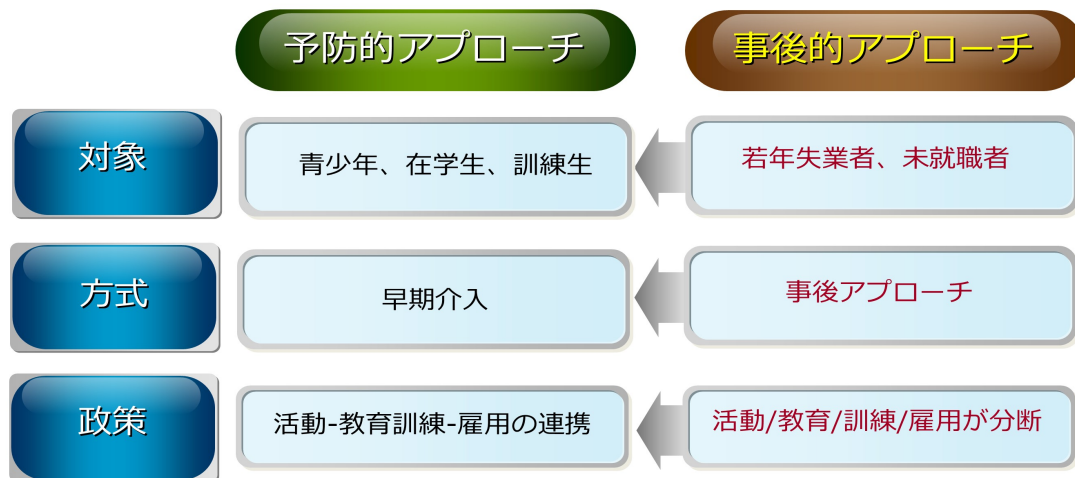 予防的アプローチ
事後的アプローチ
対象
青少年、在学生、訓練生
若年失業者、未就職者
方式
早期介入
事後アプローチ
政策
活動-教育訓練-雇用の連携
活動/教育/訓練/雇用が分断